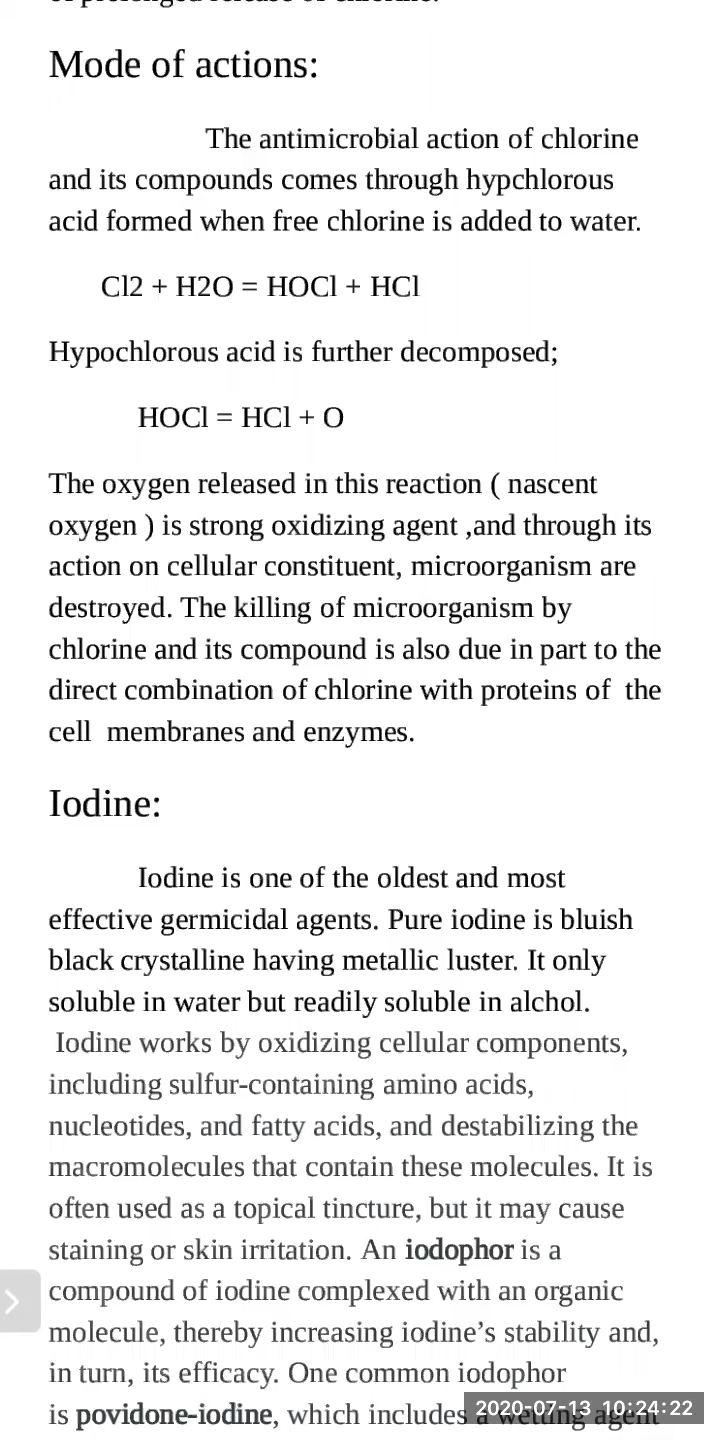 Mode of actions:
The antimicrobial action of chlorine
and its compounds comes through hypchlorous
acid formed when free chlorine is added to water.
Cl2 + H2O = HOCl + HCl
Hypochlorous acid is further decomposed;
HOCl = HCl + O
The oxygen released in this reaction ( nascent
oxygen ) is strong oxidizing agent ,and through its
action on cellular constituent, microorganism are
destroyed. The killing of microorganism by
chlorine and its compound is also due in part to the
direct combination of chlorine with proteins of  the
cell  membranes and enzymes.
Iodine:
Iodine is one of the oldest and most
effective germicidal agents. Pure iodine is bluish
black crystalline having metallic luster. It only
soluble in water but readily soluble in alchol.
Iodine works by oxidizing cellular components,
including sulfur-containing amino acids,
nucleotides, and fatty acids, and destabilizing the
macromolecules that contain these molecules. It is
often used as a topical tincture, but it may cause
staining or skin irritation. An iodophor is a
compound of iodine complexed with an organic
molecule, thereby increasing iodine’s stability and,
in turn, its efficacy. One common iodophor
is povidone-iodine, which includes a wetting agent
2020-07-13 10:24:22